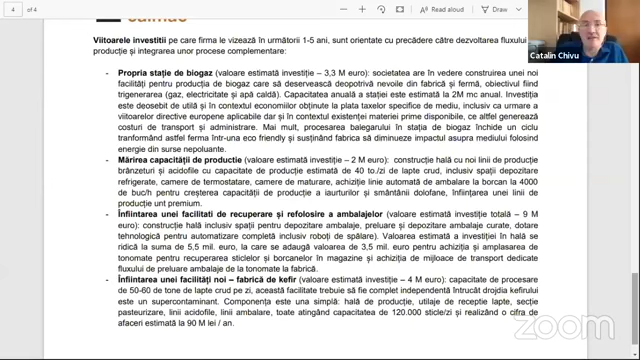 4 of 4
Read aloud
Draw
Catalin Chivu
Viitoarele investitii pe care firma le vizează în următorii 1-5 ani, sunt orientate cu precădere către dezvoltarea fluxului
producție și integrarea unor procese complementare:
- Propria stație de biogaz (valoare estimată investiție – 3,3 M euro): societatea are în vedere construirea unei noi
facilități pentru producția de biogaz care să deservească deopotrivă nevoile din fabrică și fermă, obiectivul fiind
trigenerarea (gaz, electricitate și apă caldă). Capacitatea anuală a stației este estimată la 2M mc anual. Investiția
este deosebit de utilă și în contextul economiilor obținute la plata taxelor specifice de mediu, inclusiv ca urmare a
viitoarelor directive europene aplicabile dar și în contextul existenței materiei prime disponibile, ce altfel generează
costuri de transport și administrare. Mai mult, procesarea balegarului în stația de biogaz închide un ciclu
tranformând astfel ferma într-una eco friendly și susținând fabrica să diminueze impactul asupra mediului folosind
din surse nepoluante.
- Mărirea capacității de productie (valoare estimată investiție – 2 M euro): construcție hală cu noi linii de producție
brânzeturi și acidofile cu capacitate de producție estimată de 40 to./zi de lapte crud, inclusiv spații depozitare
refrigerate, camere de termostatare, camere de maturare, achiziție linie automată de ambalare la borcan la 4000
de buc/h pentru creșterea capacității de producție a iaurturilor și smântânii dolofane, înființarea unei linii de
producție unt premium.
- Înființarea unei facilitati de recuperare și refolosire a ambalajelor (valoare estimată investiție totală – 9 M
euro): construcție hală inclusiv spații pentru depozitare ambalaje, preluare și depozitare ambalaje curate, dotare
tehnologică pentru automatizare completă inclusiv roboți de spălare). Valoarea estimată a investiției în hală se
ridică la suma de 5,5 mil. euro, la care se adaugă valoarea de 3,5 mil. euro pentru achiziția și amplasarea de
tonomate pentru recuperarea sticlelor și borcanelor în magazine și achiziția de mijloace de transport dedicate
fluxului de preluare ambalaje de la tonomate la fabrică.
- Înființarea unei facilități noi – fabrică de kefir (valoare estimată investiție – 4 M euro): capacitate de procesare
de 50-60 de tone de lapte crud pe zi, această facilitate trebuie să fie complet independentă întrucât drojdia kefirului
este un supercontaminant. Componența este una simplă: hală de producție, utilaje de recepție lapte, secție
pasteurizare, linii acidofile, linii ambalare, toate atingând capacitatea de 120.000 sticle/zi și realizând o cifra de
afaceri estimată la 90 M lei / an.
zoom